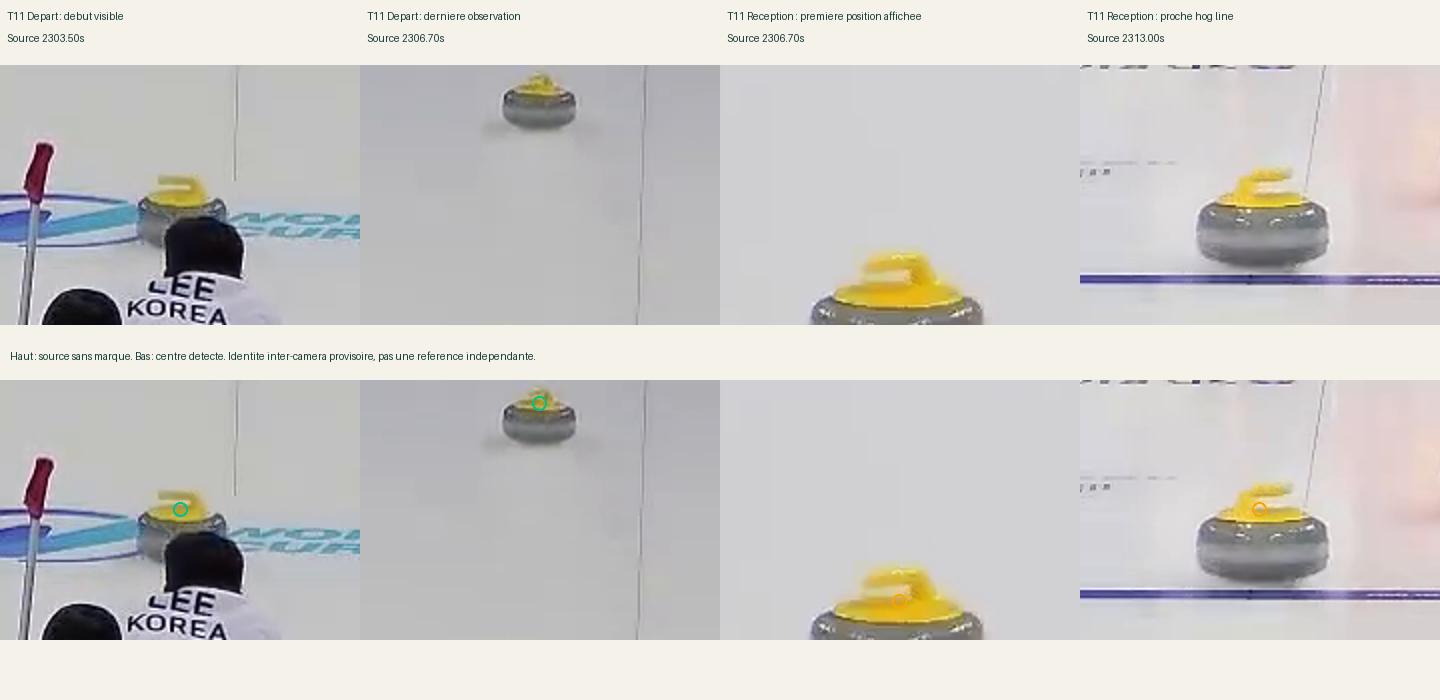 T11 Depart : debut visible
Source 2303.50s
T11 Depart : derniere observation
Source 2306.70s
T11 Reception : premiere position affichee
Source 2306.70s
T11 Reception : proche hog line
Source 2313.00s
LEE
KOREA
Haut : source sans marque. Bas : centre detecte. Identite inter-camera provisoire, pas une reference independante.
LEE
KOREA